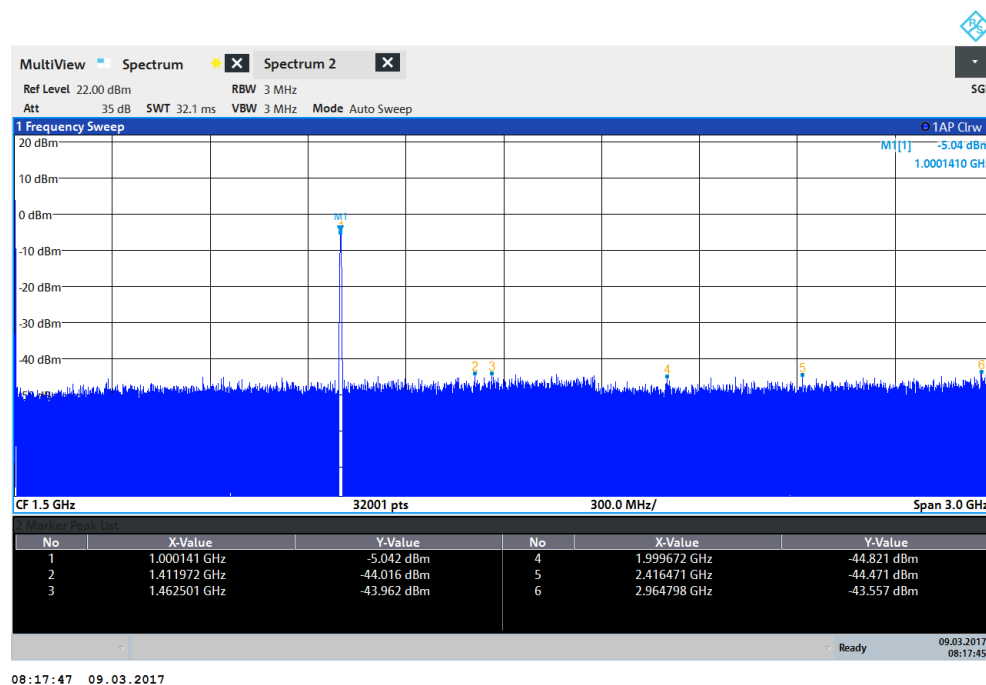 R&S
MultiView Spectrum Spectrum 2
Ref Level 22.00 dBm RBW 3 MHz SG
Att 35 dB SWT 32.1 ms VBW 3 MHz Mode Auto Sweep
1 Frequency Sweep 1AP Clrw
20 dBm M1[1] -5.04 dBm
1.0001410 GHz
10 dBm
0 dBm
M1
1
-10 dBm
-20 dBm
-30 dBm
-40 dBm
2 3 4 5 6
CF 1.5 GHz 32001 pts 300.0 MHz/ Span 3.0 GHz
2 Marker Peak List
No X-Value Y-Value No X-Value Y-Value
1 1.000141 GHz -5.042 dBm 4 1.999672 GHz -44.821 dBm
2 1.411972 GHz -44.016 dBm 5 2.416471 GHz -44.471 dBm
3 1.462501 GHz -43.962 dBm 6 2.964798 GHz -43.557 dBm
Ready 09.03.2017
08:17:45
08:17:47 09.03.2017